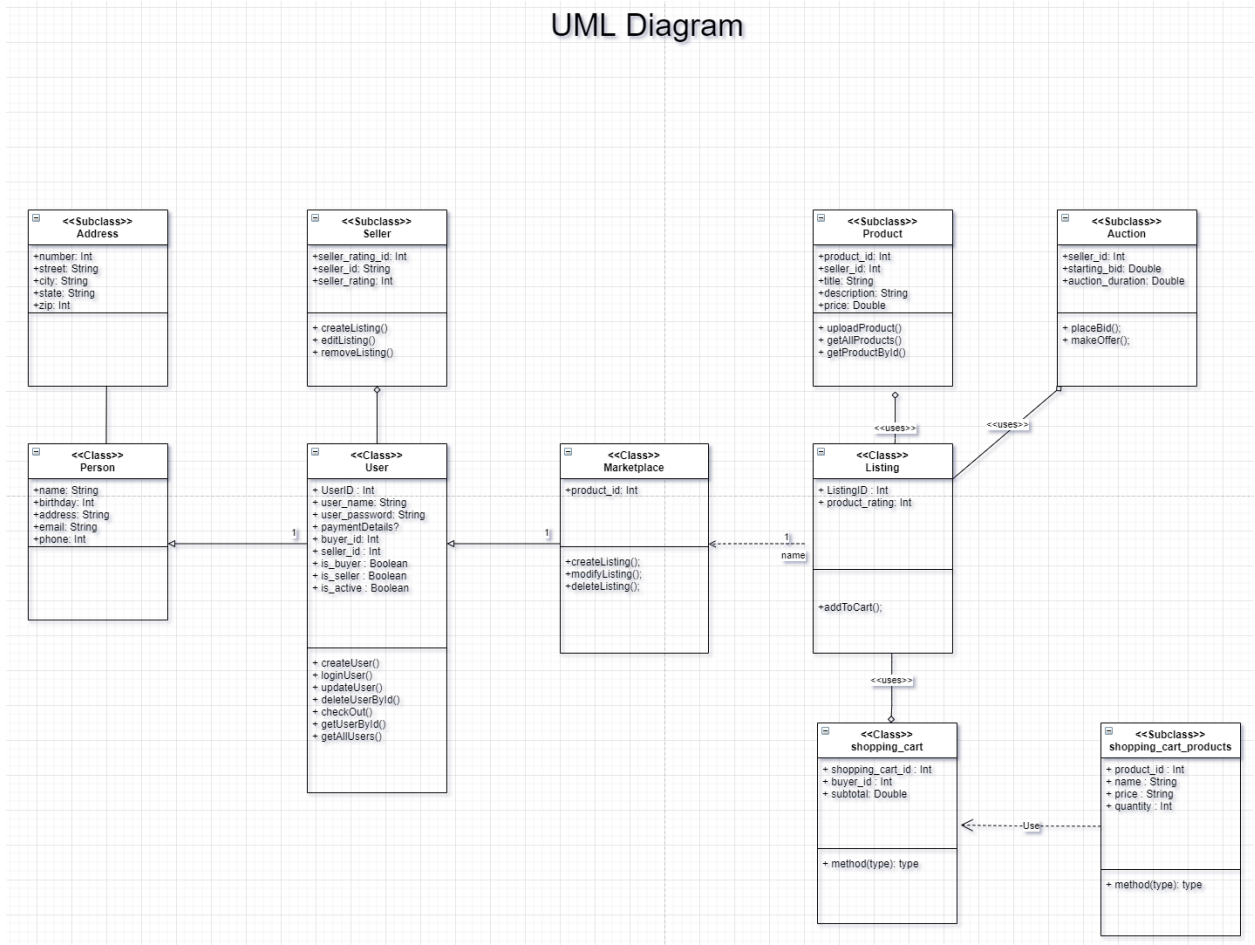 UML Diagram
<<Subclass>>
Address
+number: Int
+street: String
+city: String
+state: String
+zip: Int
<<Subclass>>
Seller
+seller_rating_id: Int
+seller_id: String
+seller_rating: Int
+ createListing()
+ editListing()
+ removeListing()
<<Subclass>>
Product
+product_id: Int
+seller_id: Int
+title: String
+description: String
+price: Double
+ uploadProduct()
+ getAllProducts()
+ getProductById()
<<Subclass>>
Auction
+seller_id: Int
+starting_bid: Double
+auction_duration: Double
+ placeBid();
+ makeOffer();
<<uses>>
<<uses>>
<<Class>>
Person
+name: String
+birthday: Int
+address: String
+email: String
+phone: Int
1
<<Class>>
User
+ UserID : Int
+ user_name: String
+ user_password: String
+ paymentDetails?
+ buyer_id: Int
+ seller_id : Int
+ is_buyer : Boolean
+ is_seller : Boolean
+ is_active : Boolean
+ createUser()
+ loginUser()
+ updateUser()
+ deleteUserById()
+ checkOut()
+ getUserById()
+ getAllUsers()
1
<<Class>>
Marketplace
+product_id: Int
+createListing();
+modifyListing();
+deleteListing();
1
name
<<Class>>
Listing
+ ListingID : Int
+ product_rating: Int
+addToCart();
<<uses>>
<<Class>>
shopping_cart
+ shopping_cart_id : Int
+ buyer_id : Int
+ subtotal: Double
+ method(type): type
Use
<<Subclass>>
shopping_cart_products
+ product_id : Int
+ name : String
+ price : String
+ quantity : Int
+ method(type): type